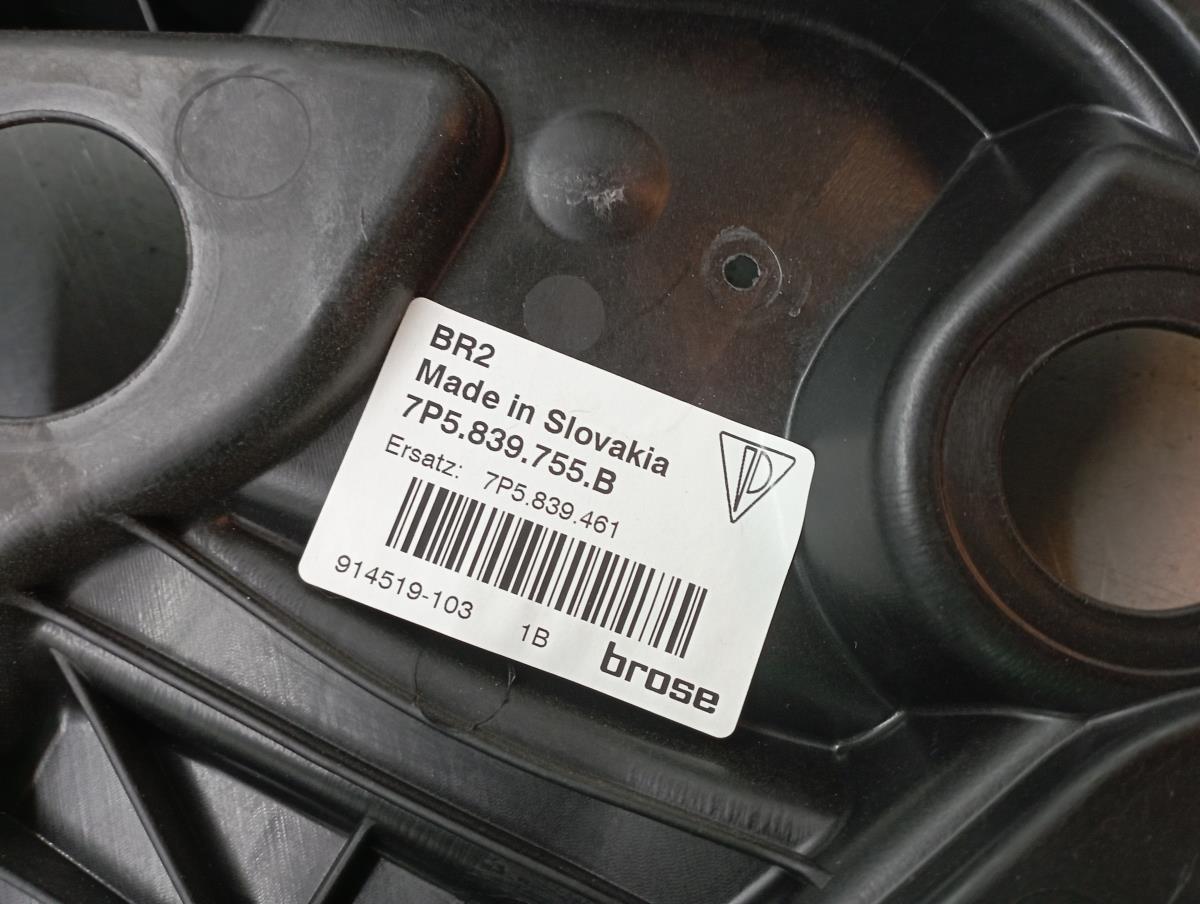 BR2
Made in Slovakia
7P5.839.755.B
Ersatz: 7P5.839.461
914519-103 1B
brose